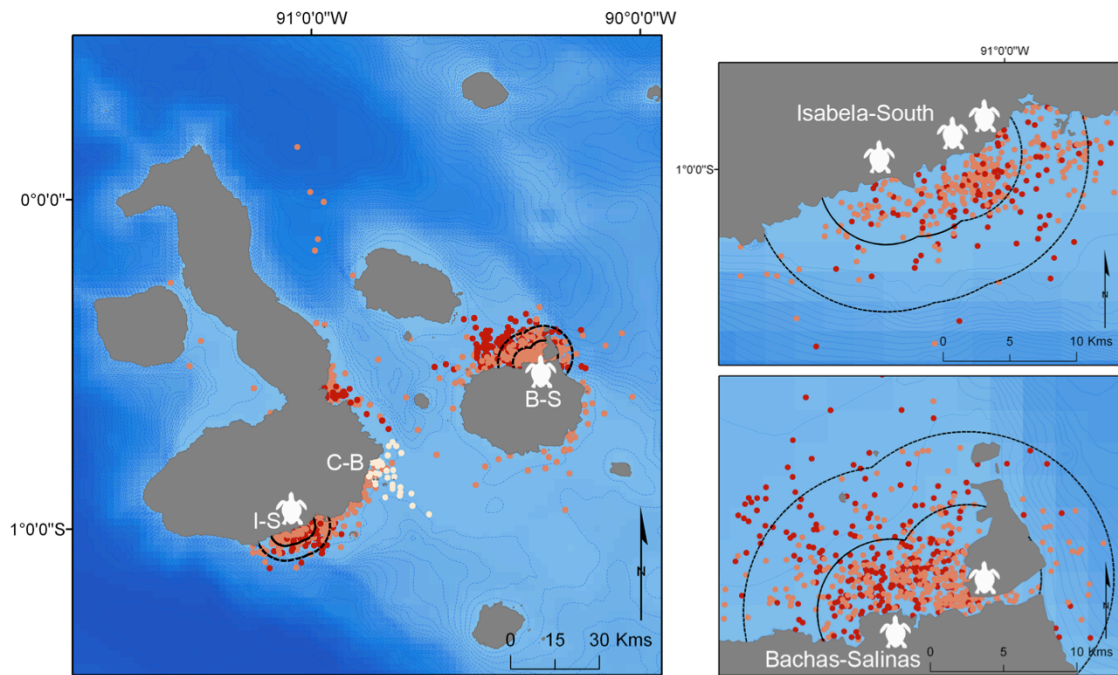 91°0'0"W
90°0'0"W
0°0'0"
1°0'0"S
B-S
C-B
I-S
N
0 15 30 Kms
91°0'0"W
1°0'0"S
Isabela-South
N
0 5 10 Kms
Bachas-Salinas
N
0 5 10 Kms